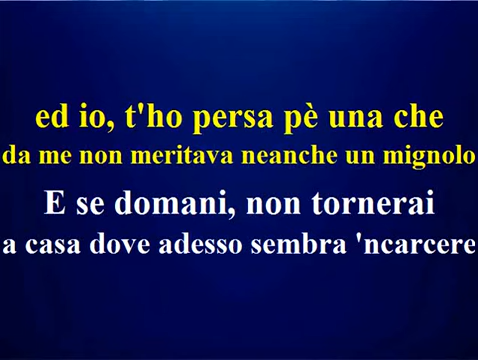 ed io, t'ho persa pè una che
da me non meritava neanche un mignolo
E se domani, non tornerai
a casa dove adesso sembra 'ncarcere